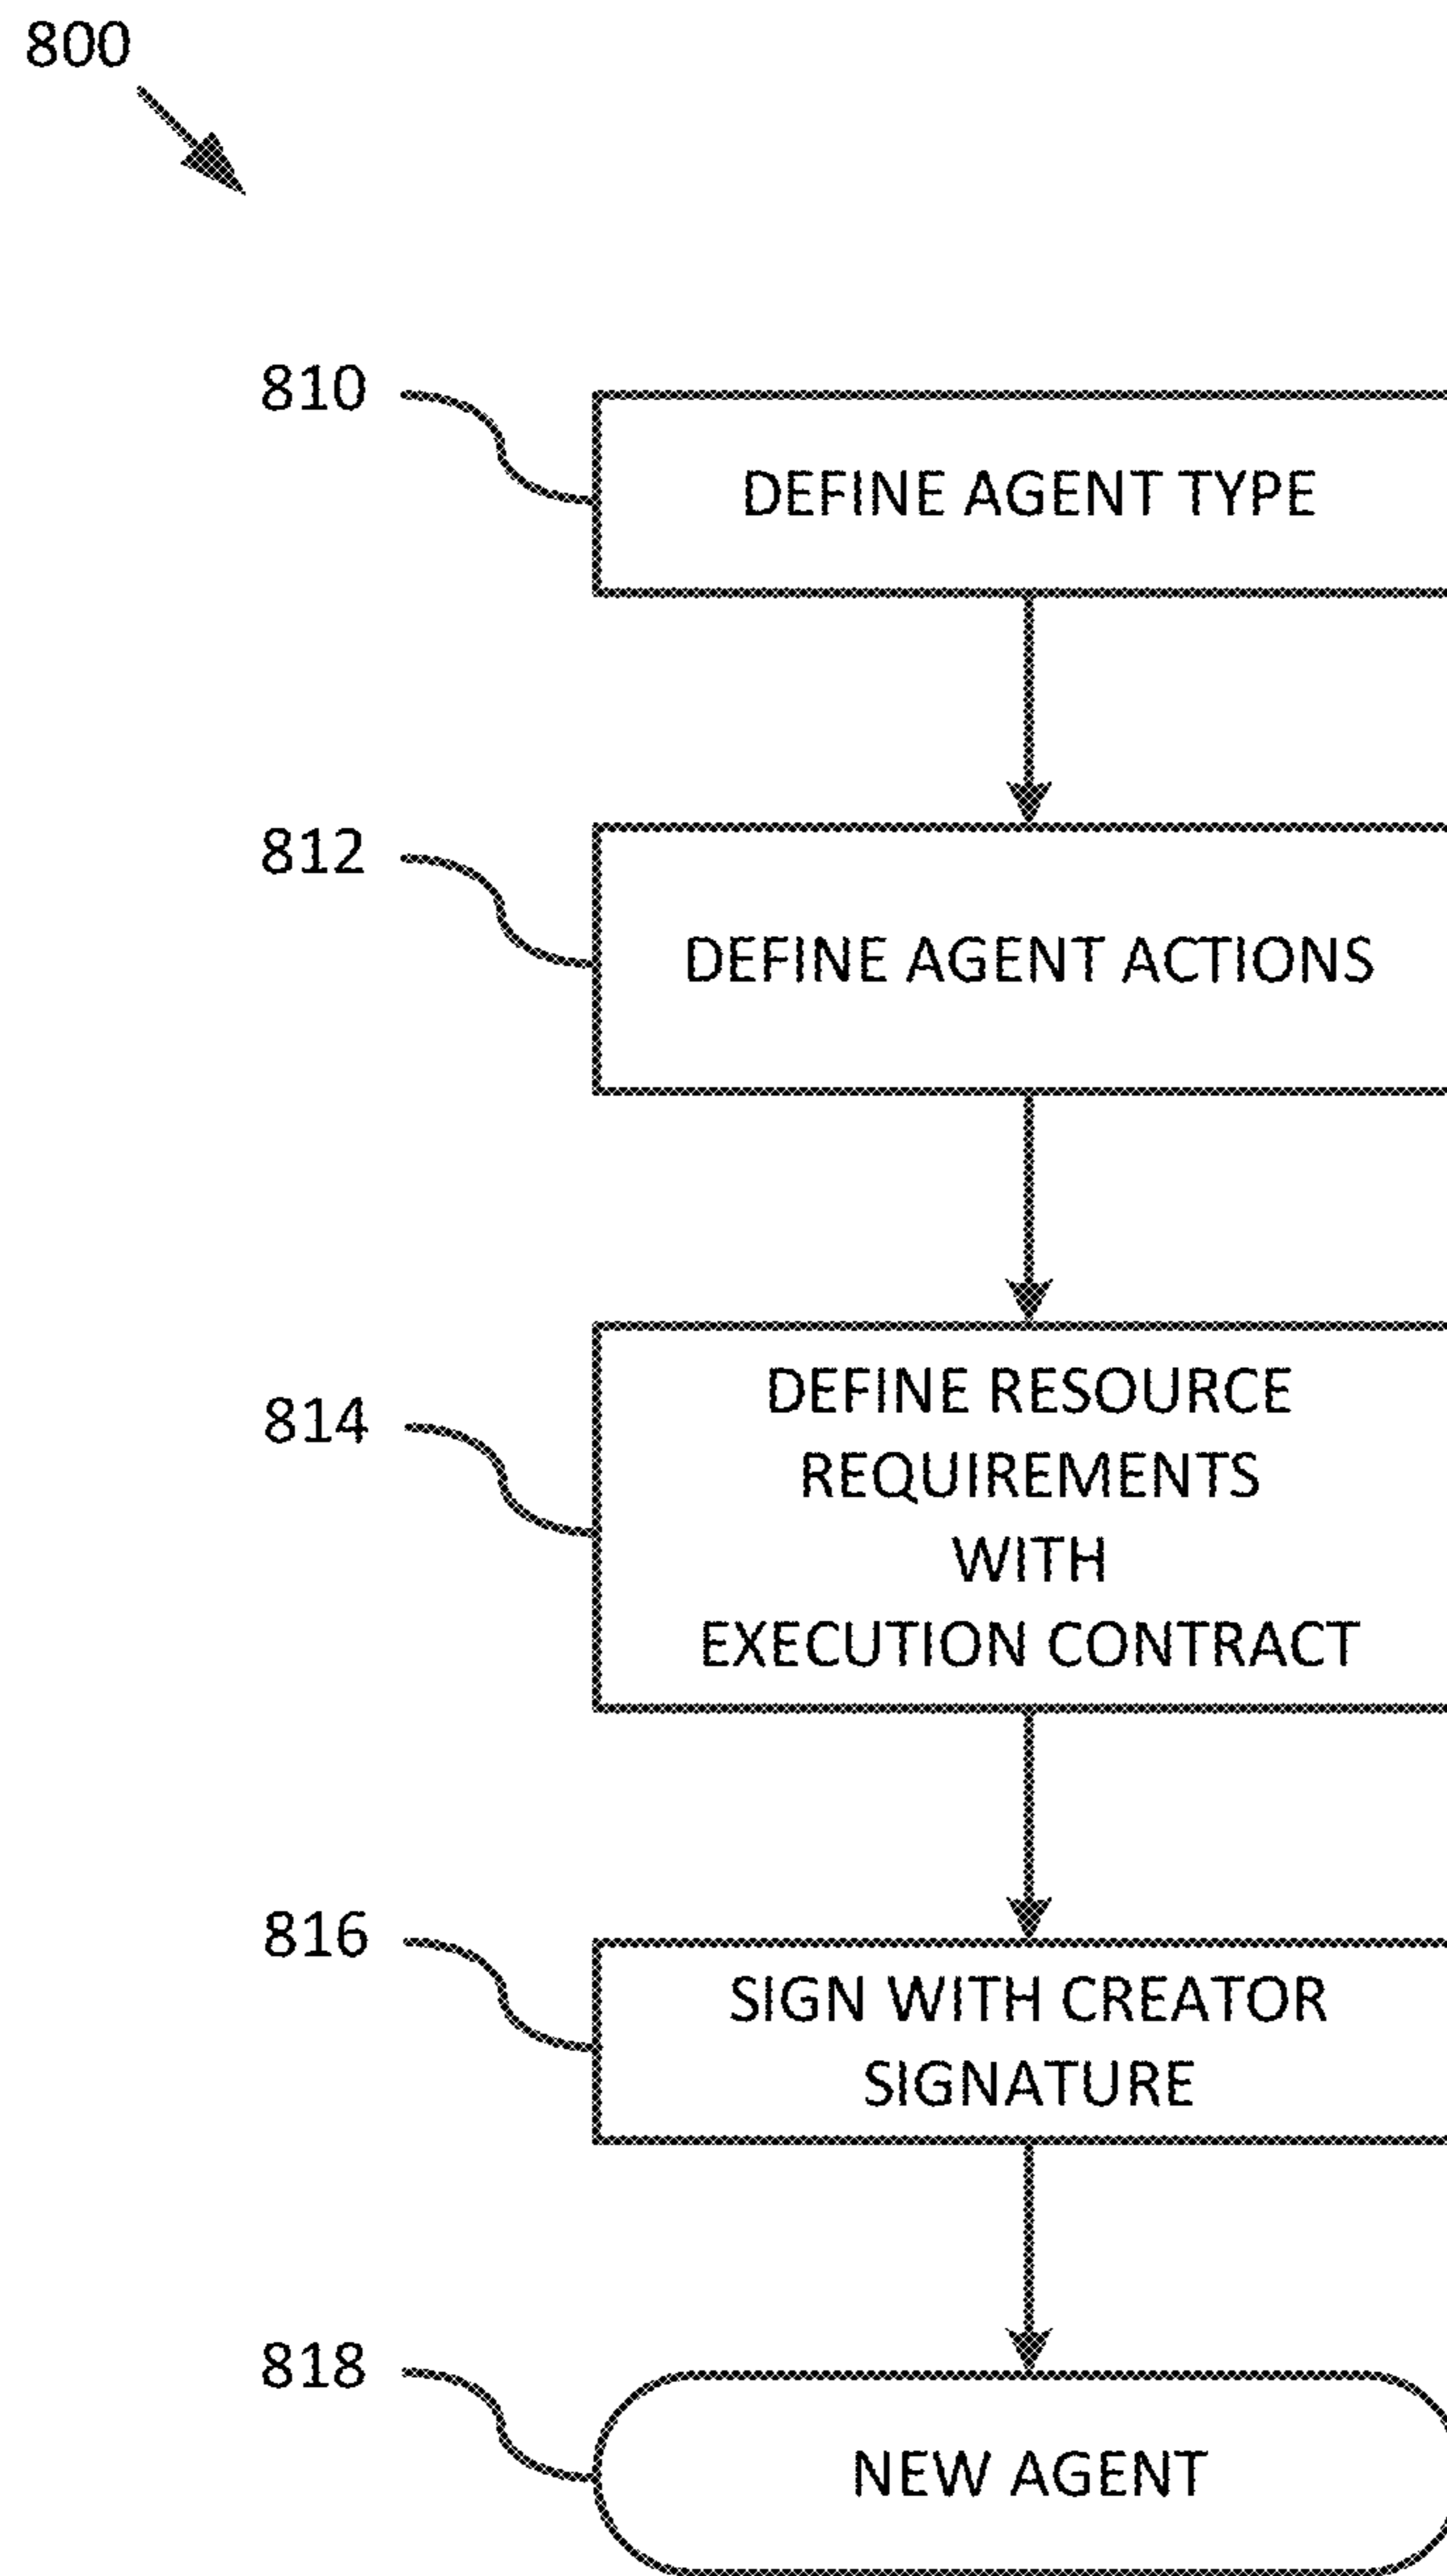 800
810
DEFINE AGENT TYPE
812
DEFINE AGENT ACTIONS
814
DEFINE RESOURCE
REQUIREMENTS
WITH
EXECUTION CONTRACT
816
SIGN WITH CREATOR
SIGNATURE
818
NEW AGENT